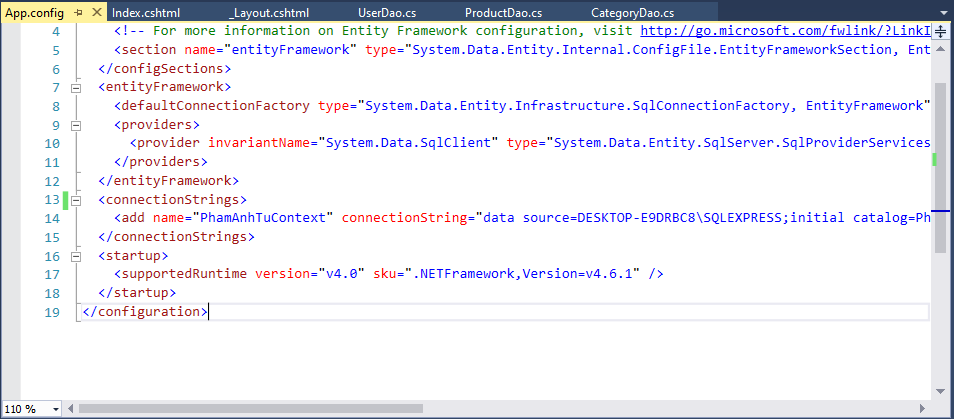 App.config
Index.cshtml
_Layout.cshtml
UserDao.cs
ProductDao.cs
CategoryDao.cs
4 <!-- For more information on Entity Framework configuration, visit http://go.microsoft.com/fwlink/?LinkI
5 <section name="entityFramework" type="System.Data.Entity.Internal.ConfigFile.EntityFrameworkSection, Ent
6 </configSections>
7 <entityFramework>
8 <defaultConnectionFactory type="System.Data.Entity.Infrastructure.SqlConnectionFactory, EntityFramework"
9 <providers>
10 <provider invariantName="System.Data.SqlClient" type="System.Data.Entity.SqlServer.SqlProviderServices
11 </providers>
12 </entityFramework>
13 <connectionStrings>
14 <add name="PhamAnhTuContext" connectionString="data source=DESKTOP-E9DRBC8\SQLEXPRESS;initial catalog=Ph
15 </connectionStrings>
16 <startup>
17 <supportedRuntime version="v4.0" sku=".NETFramework,Version=v4.6.1" />
18 </startup>
19 </configuration>
110 %